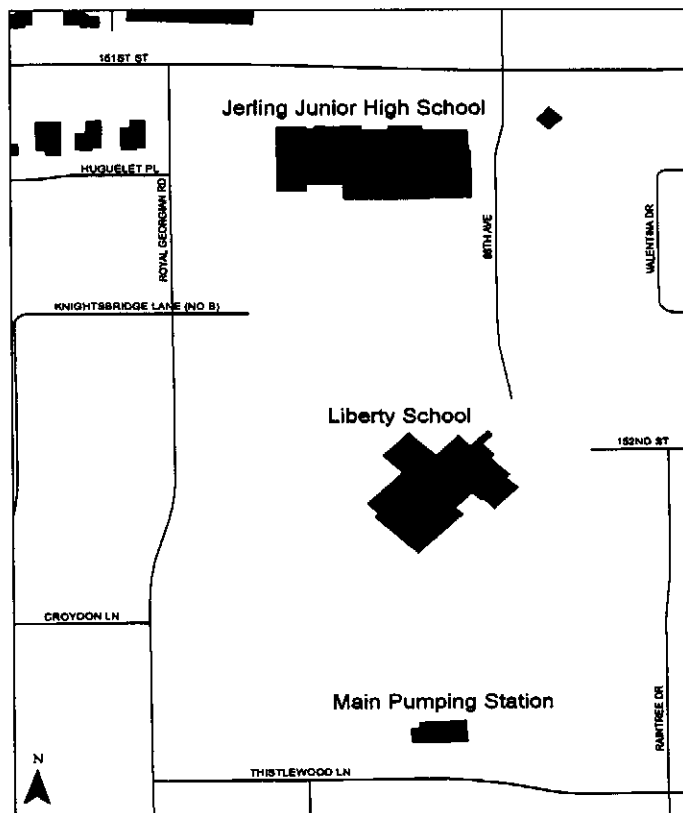 151ST ST
Jerling Junior High School
HUGUELET PL
ROYAL GEORGIAN RD
88TH AVE
VALENTINA DR
KNIGHTSBRIDGE LANE (NO B)
Liberty School
152ND ST
CROYDON LN
Main Pumping Station
RAINTREE DR
N
THISTLEWOOD LN